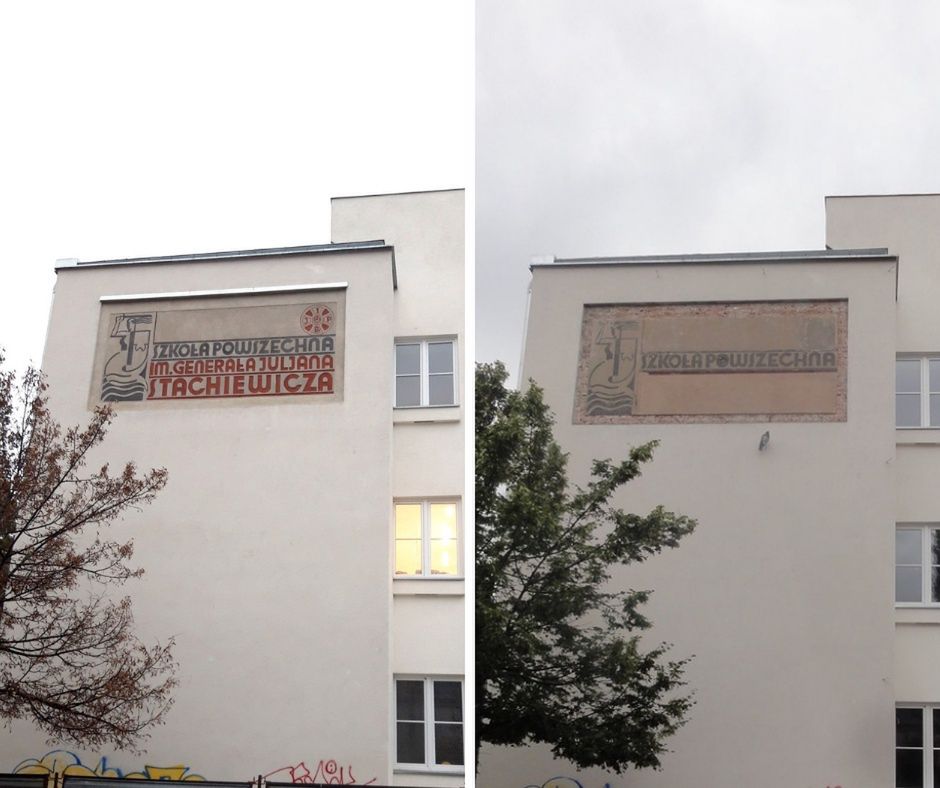 SZKOŁA POWSZECHNA
IM. GENERAŁA JULJANA
STACHIEWICZA
SZKOŁA POWSZECHNA